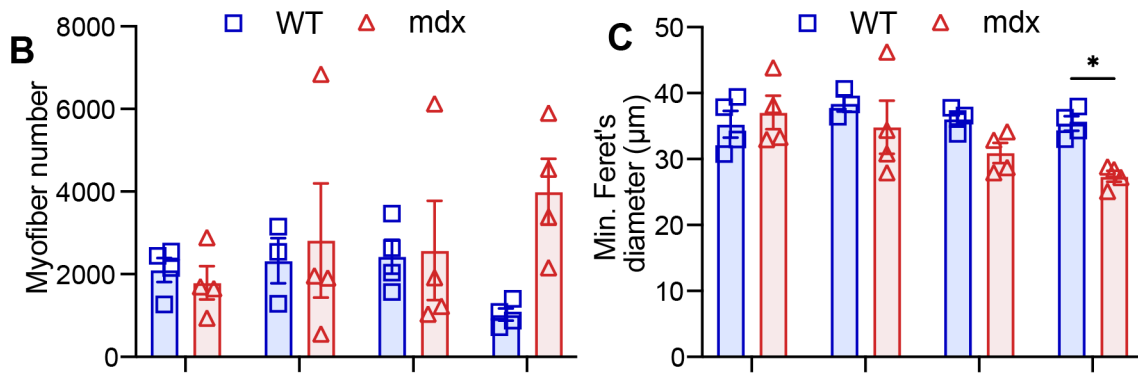 B
WT mdx
Myofiber number
8000
6000
4000
2000
0
C
WT mdx
Min. Feret's
diameter (μm)
50
40
30
20
10
0
*